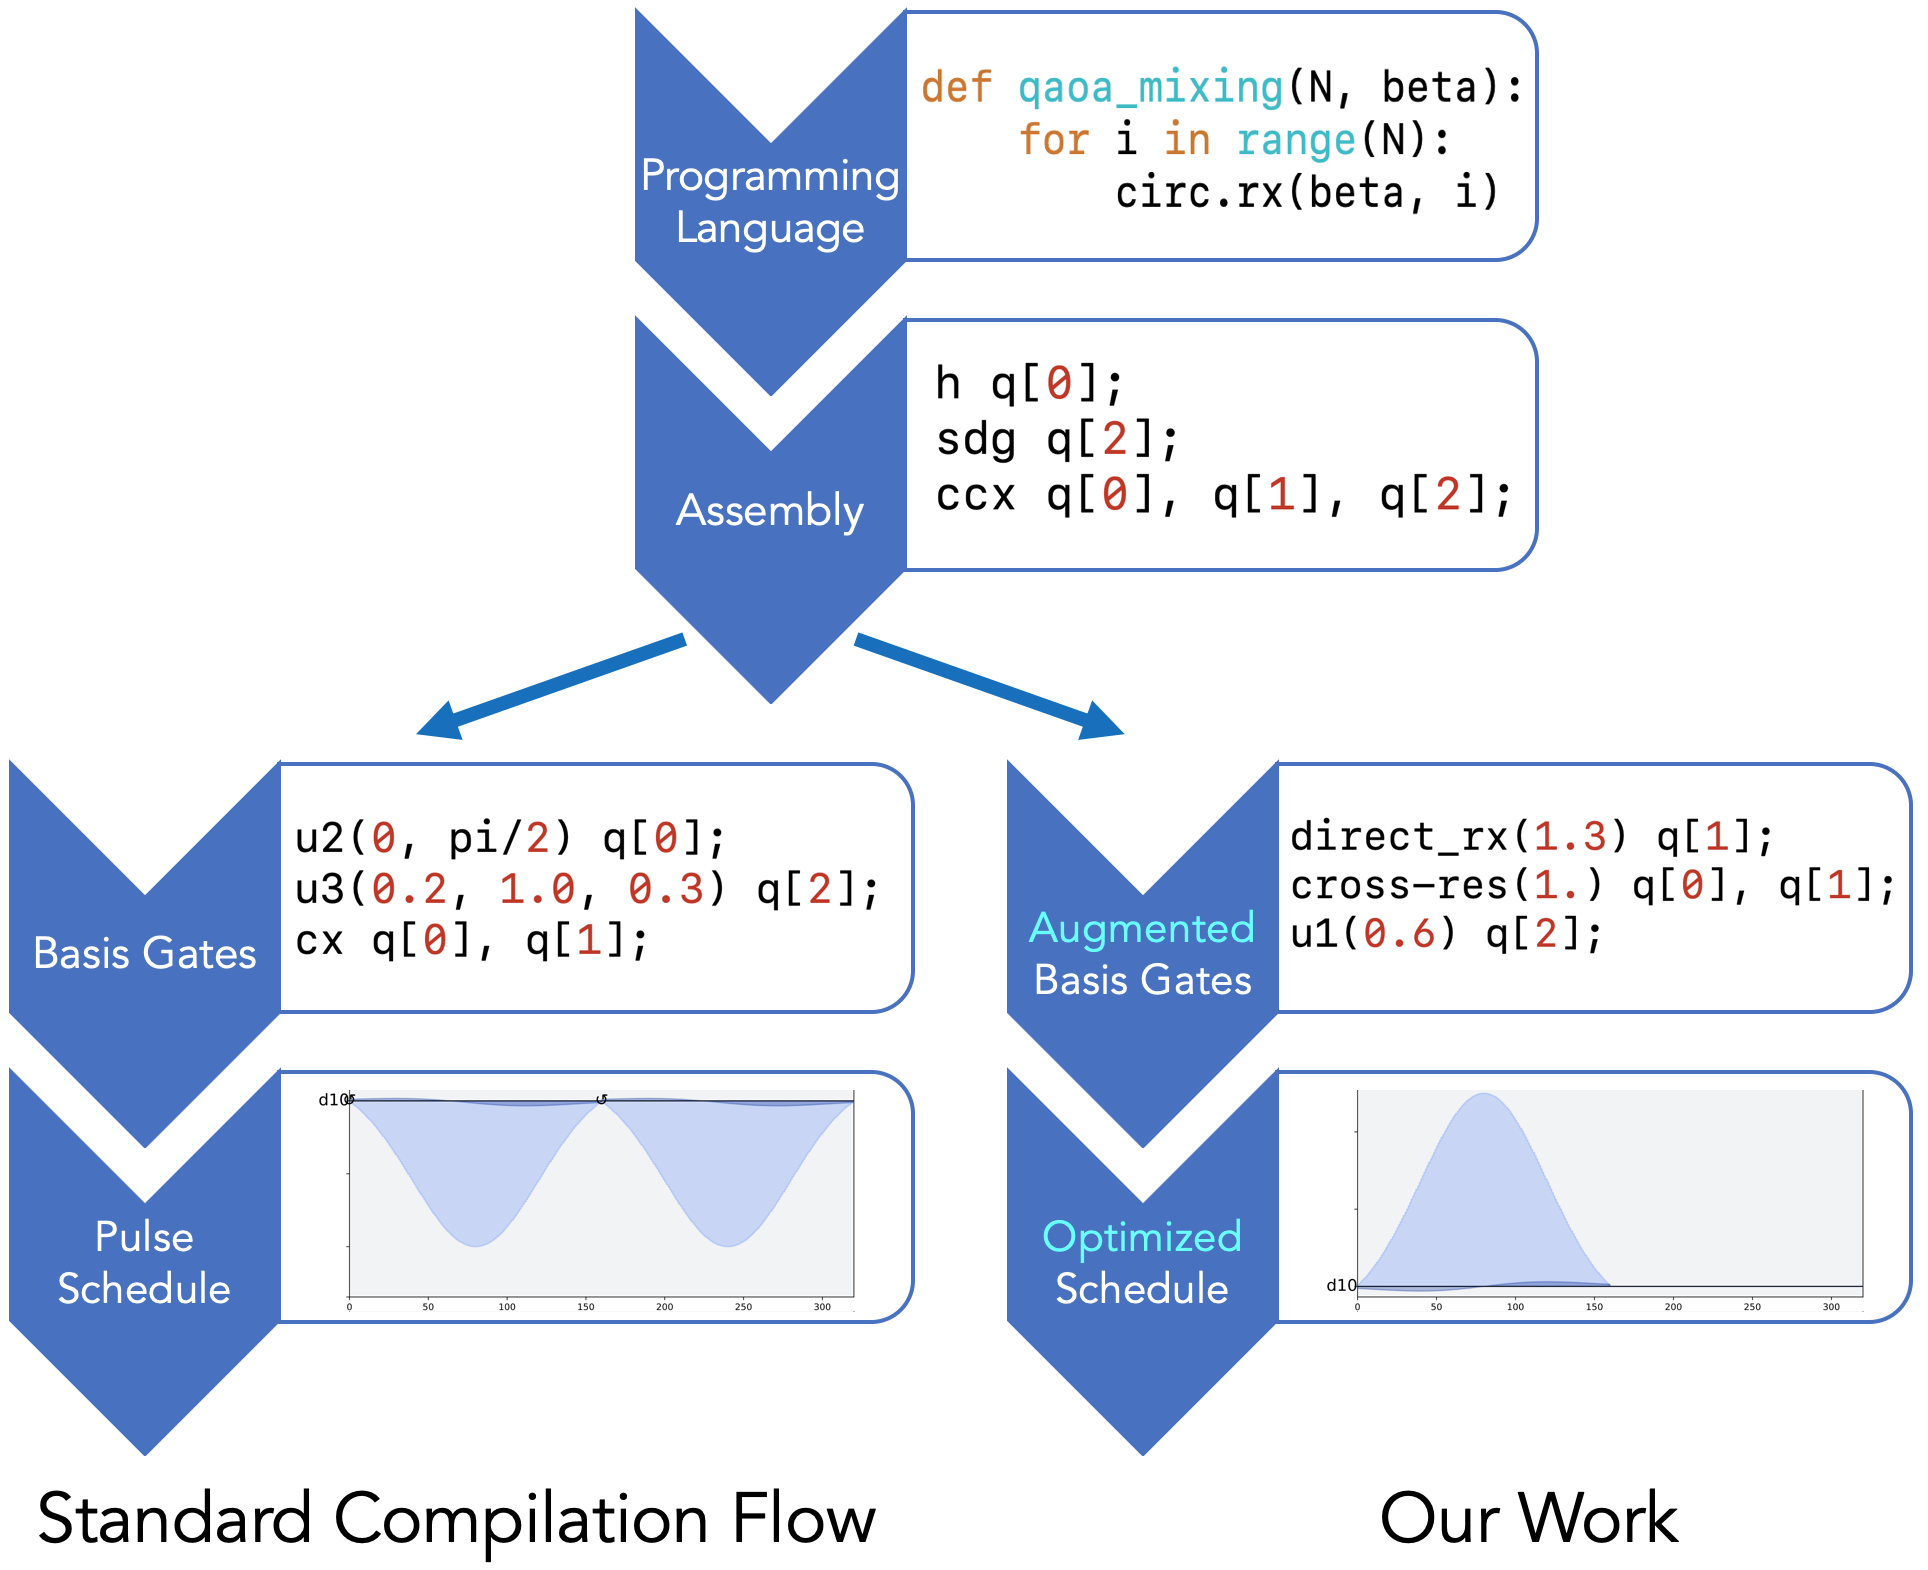 Programming
Language
def qaoa_mixing(N, beta):
for i in range(N):
circ.rx(beta, i)
Assembly
h q[0];
sdg q[2];
ccx q[0], q[1], q[2];
Basis Gates
u2(0, pi/2) q[0];
u3(0.2, 1.0, 0.3) q[2];
cx q[0], q[1];
Augmented
Basis Gates
direct_rx(1.3) q[1];
cross-res(1.) q[0], q[1];
u1(0.6) q[2];
Pulse
Schedule
d10
↺
↺
0 50 100 150 200 250 300
Optimized
Schedule
d10
0 50 100 150 200 250 300
Standard Compilation Flow
Our Work